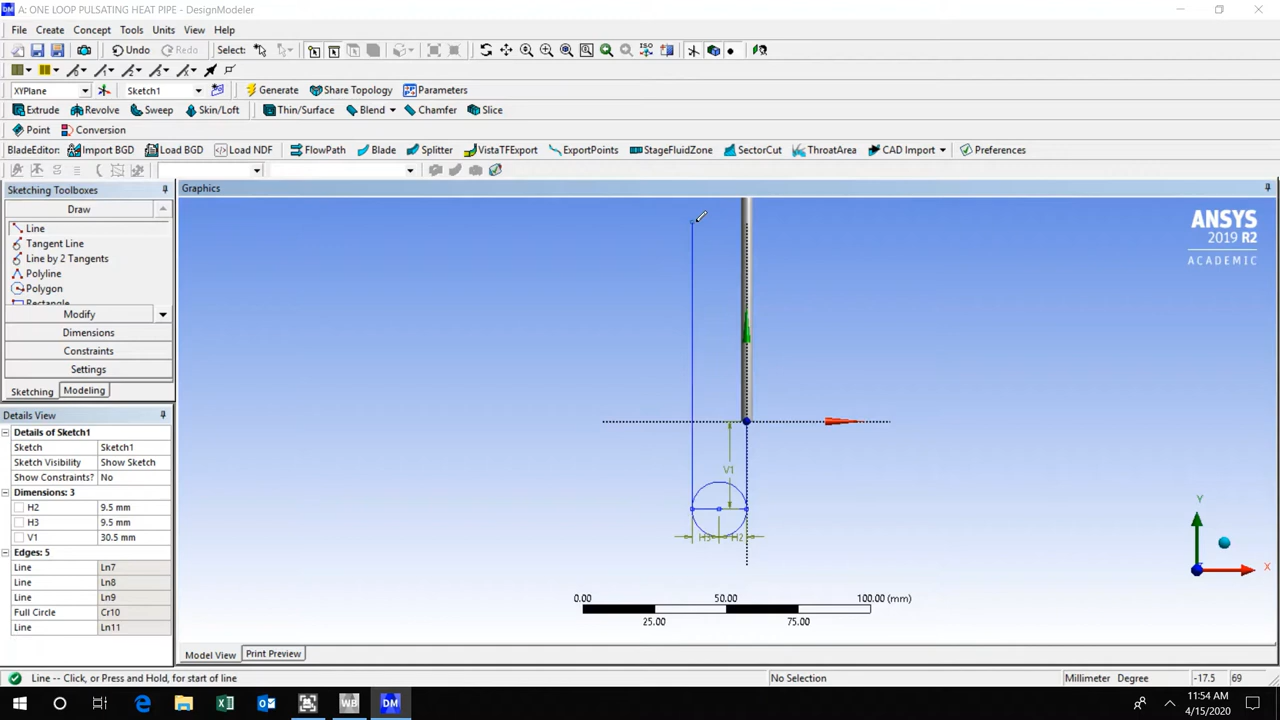 A: ONE LOOP PULSATING HEAT PIPE - DesignModeler
File Create Concept Tools Units View Help
Undo Redo Select:
XYPlane Sketch1 Generate Share Topology Parameters
Extrude Revolve Sweep Skin/Loft Thin/Surface Blend Chamfer Slice
Point Conversion
BladeEditor: Import BGD Load BGD Load NDF FlowPath Blade Splitter VistaTFExport ExportPoints StageFluidZone SectorCut ThroatArea CAD Import Preferences
Sketching Toolboxes
Draw
Line
Tangent Line
Line by 2 Tangents
Polyline
Polygon
Rectangle
Modify
Dimensions
Constraints
Settings
Sketching Modeling
Details View
Details of Sketch1
Sketch Sketch1
Sketch Visibility Show Sketch
Show Constraints? No
Dimensions: 3
H2 9.5 mm
H3 9.5 mm
V1 30.5 mm
Edges: 5
Line Ln7
Line Ln8
Line Ln9
Full Circle Cr10
Line Ln11
Graphics
ANSYS
2019 R2
ACADEMIC
V1
H3 H2
Y
X
0.00 50.00 100.00 (mm)
25.00 75.00
Model View Print Preview
Line -- Click, or Press and Hold, for start of line No Selection Millimeter Degree -17.5 69
WB DM
11:54 AM
4/15/2020